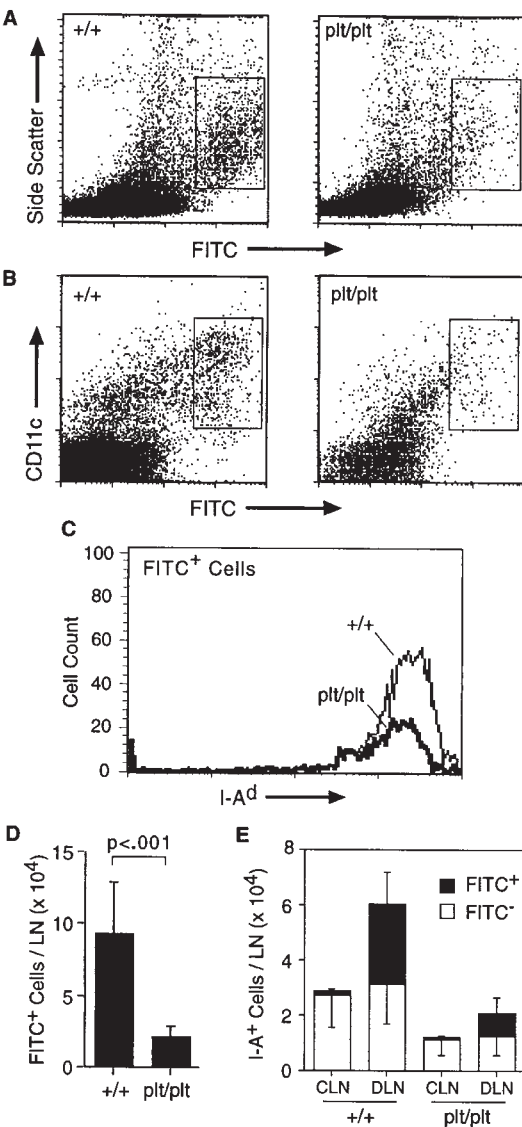 A
+/+
plt/plt
Side Scatter
FITC
B
+/+
plt/plt
CD11c
FITC
C
100
80
60
40
20
0
FITC+ Cells
+/+
plt/plt
Cell Count
I-Ad
D
p<.001
15
10
5
0
FITC+ Cells / LN (x 10⁴)
+/+ plt/plt
E
8
6
4
2
0
I-A+ Cells / LN (x 10⁴)
FITC+
FITC-
CLN DLN CLN DLN
+/+ plt/plt